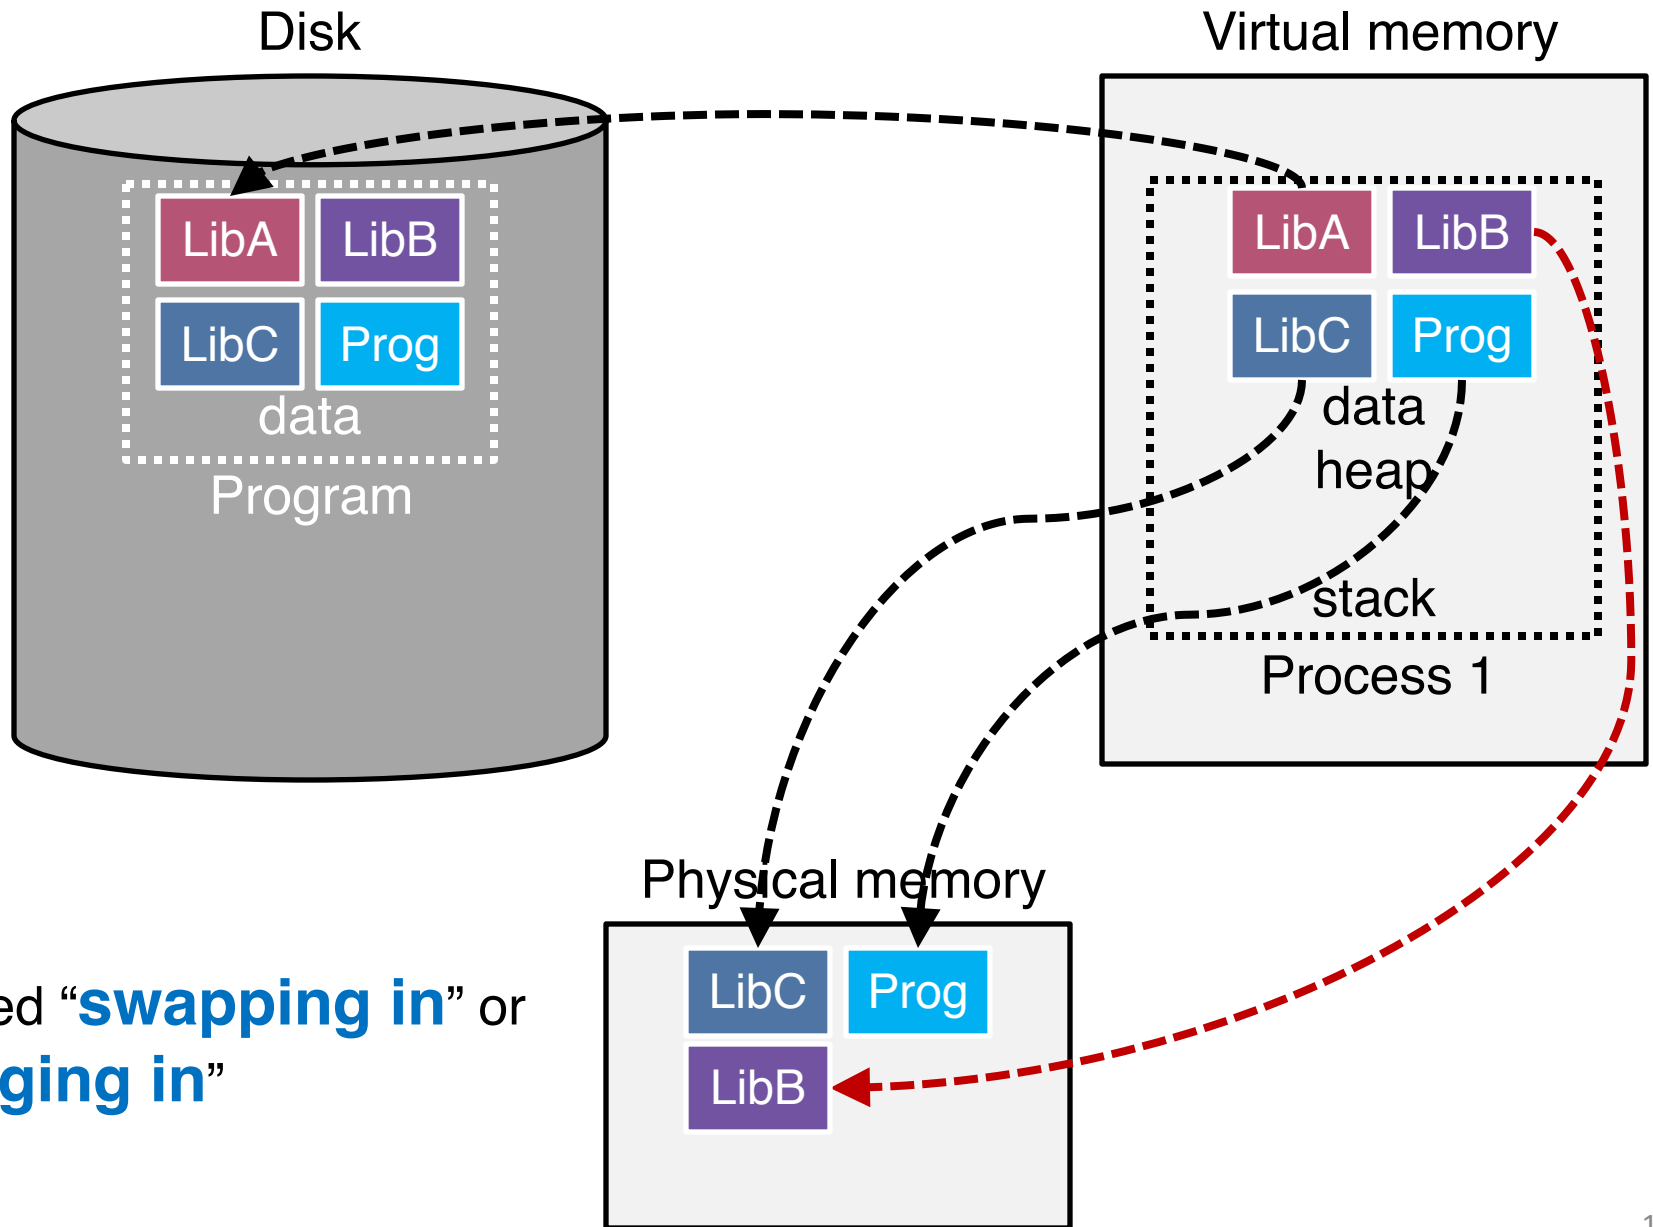 Disk
Virtual memory
LibA LibB
LibC Prog
data
Program
LibA LibB
LibC Prog
data
heap
stack
Process 1
Physical memory
LibC Prog
LibB
ed “swapping in” or
ging in”
1